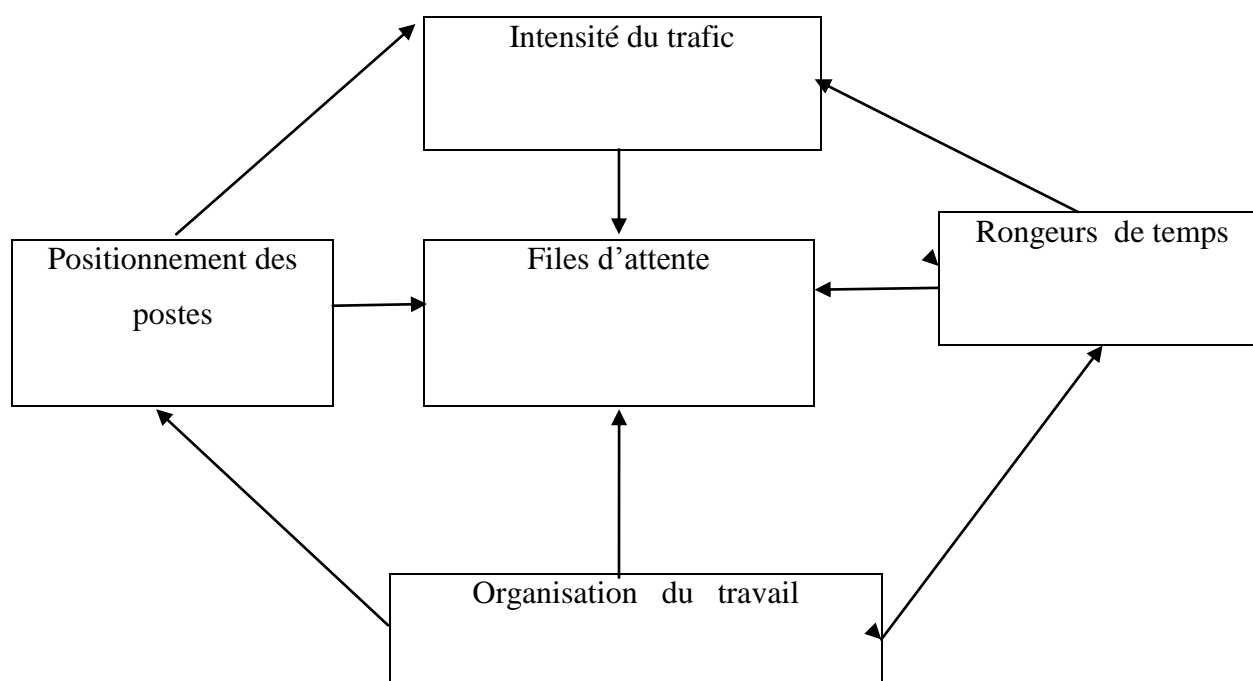 Intensité du trafic
Rongeurs de temps
Positionnement des
postes
Files d'attente
Organisation du travail